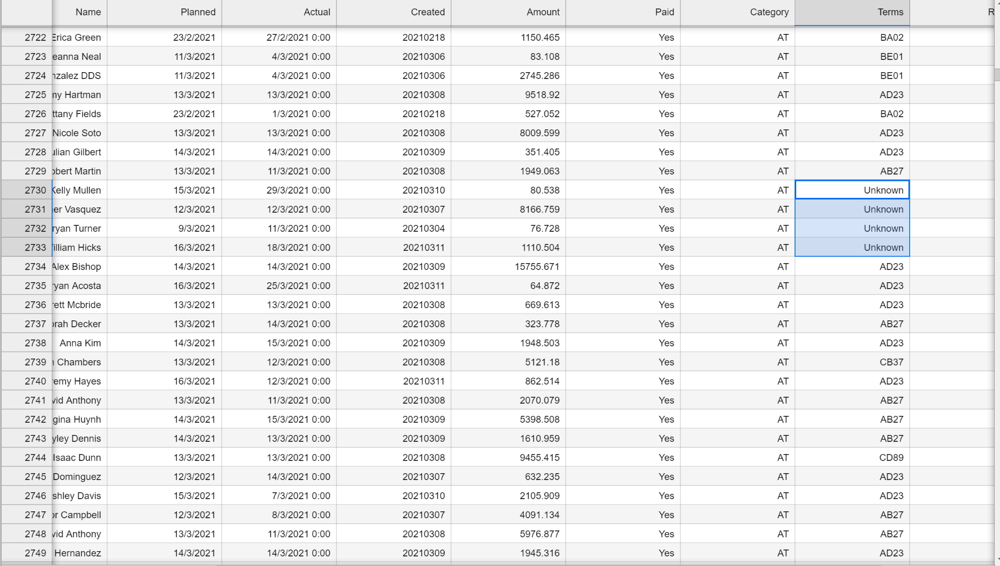 Name Planned Actual Created Amount Paid Category Terms R
2722 Erica Green 23/2/2021 27/2/2021 0:00 20210218 1150.465 Yes AT BA02
2723 eanna Neal 11/3/2021 4/3/2021 0:00 20210306 83.108 Yes AT BE01
2724 nzalez DDS 11/3/2021 4/3/2021 0:00 20210306 2745.286 Yes AT BE01
2725 my Hartman 13/3/2021 13/3/2021 0:00 20210308 9518.92 Yes AT AD23
2726 ttany Fields 23/2/2021 1/3/2021 0:00 20210218 527.052 Yes AT BA02
2727 Nicole Soto 13/3/2021 13/3/2021 0:00 20210308 8009.599 Yes AT AD23
2728 ulian Gilbert 14/3/2021 14/3/2021 0:00 20210309 351.405 Yes AT AD23
2729 obert Martin 13/3/2021 11/3/2021 0:00 20210308 1949.063 Yes AT AB27
2730 Kelly Mullen 15/3/2021 29/3/2021 0:00 20210310 80.538 Yes AT Unknown
2731 er Vasquez 12/3/2021 12/3/2021 0:00 20210307 8166.759 Yes AT Unknown
2732 ryan Turner 9/3/2021 11/3/2021 0:00 20210304 76.728 Yes AT Unknown
2733 illiam Hicks 16/3/2021 18/3/2021 0:00 20210311 1110.504 Yes AT Unknown
2734 Alex Bishop 14/3/2021 14/3/2021 0:00 20210309 15755.671 Yes AT AD23
2735 ryan Acosta 16/3/2021 25/3/2021 0:00 20210311 64.872 Yes AT AD23
2736 rett Mcbride 13/3/2021 13/3/2021 0:00 20210308 669.613 Yes AT AD23
2737 orah Decker 13/3/2021 14/3/2021 0:00 20210308 323.778 Yes AT AB27
2738 Anna Kim 14/3/2021 15/3/2021 0:00 20210309 1948.503 Yes AT AD23
2739 Chambers 13/3/2021 12/3/2021 0:00 20210308 5121.18 Yes AT CB37
2740 remy Hayes 16/3/2021 12/3/2021 0:00 20210311 862.514 Yes AT AD23
2741 vid Anthony 13/3/2021 11/3/2021 0:00 20210308 2070.079 Yes AT AB27
2742 gina Huynh 14/3/2021 15/3/2021 0:00 20210309 5398.508 Yes AT AB27
2743 yley Dennis 14/3/2021 13/3/2021 0:00 20210309 1610.959 Yes AT AB27
2744 Isaac Dunn 13/3/2021 13/3/2021 0:00 20210308 9455.415 Yes AT CD89
2745 Dominguez 12/3/2021 14/3/2021 0:00 20210307 632.235 Yes AT AD23
2746 shley Davis 15/3/2021 7/3/2021 0:00 20210310 2105.909 Yes AT AD23
2747 or Campbell 12/3/2021 8/3/2021 0:00 20210307 4091.134 Yes AT AB27
2748 vid Anthony 13/3/2021 11/3/2021 0:00 20210308 5976.877 Yes AT AB27
2749 Hernandez 14/3/2021 14/3/2021 0:00 20210309 1945.316 Yes AT AD23